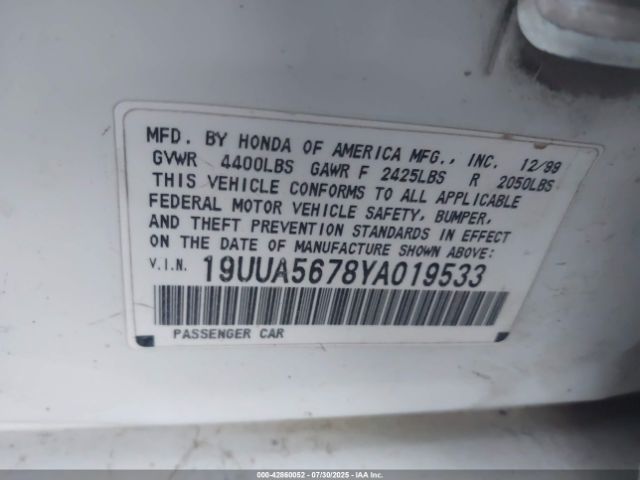 MFD. BY HONDA OF AMERICA MFG., INC. 12/99
GVWR 4400LBS GAWR F 2425LBS R 2050LBS
THIS VEHICLE CONFORMS TO ALL APPLICABLE
FEDERAL MOTOR VEHICLE SAFETY, BUMPER,
AND THEFT PREVENTION STANDARDS IN EFFECT
ON THE DATE OF MANUFACTURE SHOWN ABOVE:
V.I.N. 19UUA5678YA019533
PASSENGER CAR
000-42860052 - 07/30/2025 - IAAI.COM